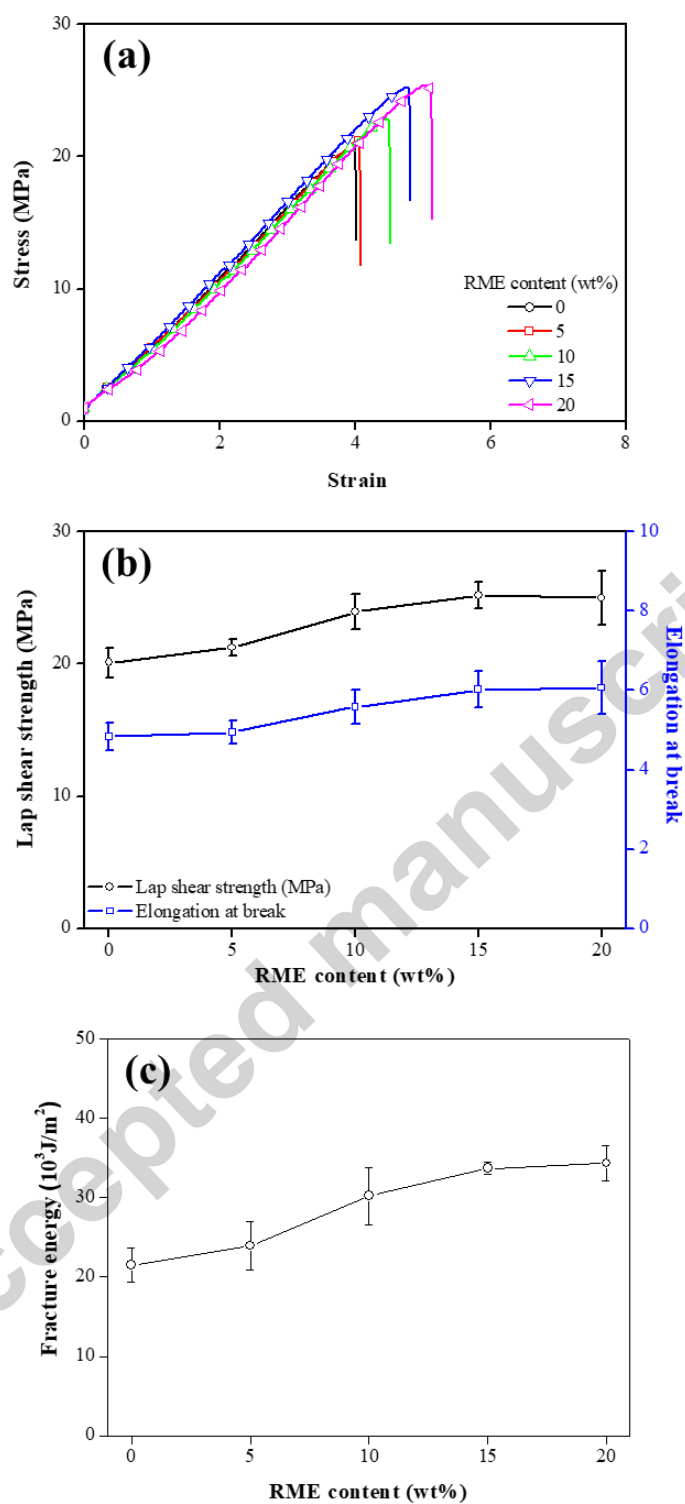 (a)
30
20
10
0
Stress (MPa)
RME content (wt%)
0
5
10
15
20
0 2 4 6 8
Strain
(b)
30
20
10
0
Lap shear strength (MPa)
10
8
6
4
2
0
Elongation at break
Lap shear strength (MPa)
Elongation at break
0 5 10 15 20
RME content (wt%)
(c)
50
40
30
20
10
0
Fracture energy (10³J/m²)
0 5 10 15 20
RME content (wt%)
ccepted manuscri